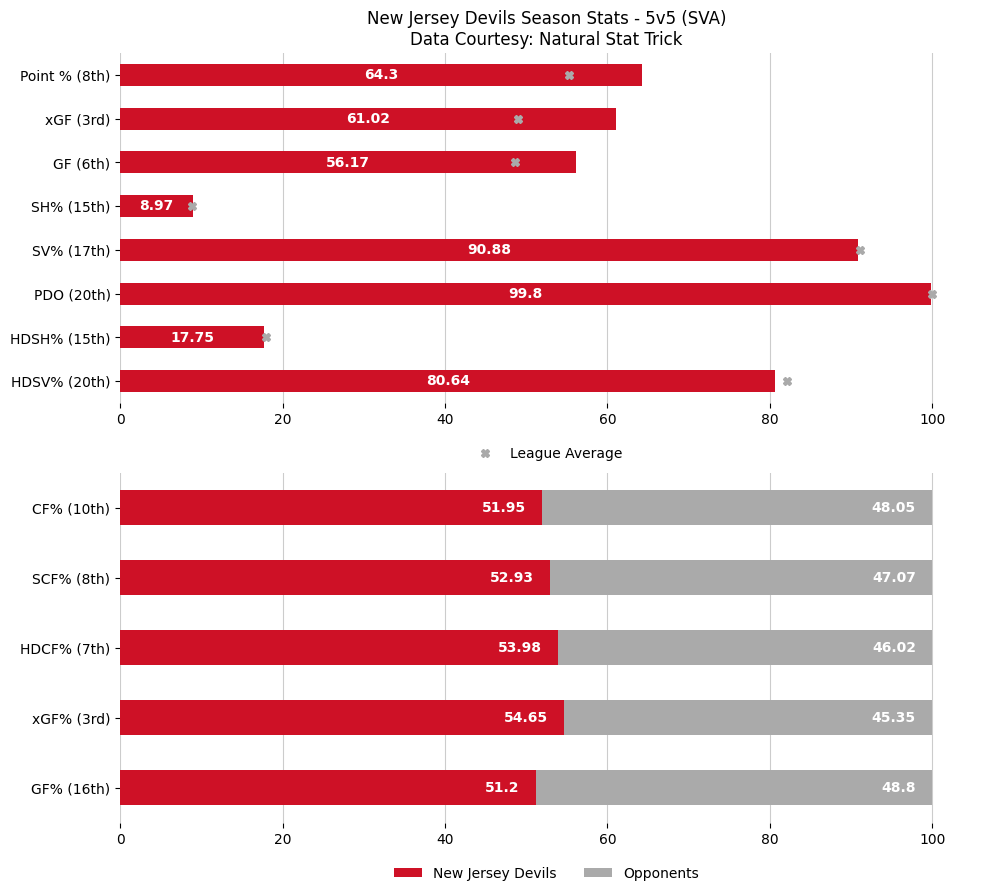 New Jersey Devils Season Stats - 5v5 (SVA)
Data Courtesy: Natural Stat Trick
Point % (8th) 64.3
xGF (3rd) 61.02
GF (6th) 56.17
SH% (15th) 8.97
SV% (17th) 90.88
PDO (20th) 99.8
HDSH% (15th) 17.75
HDSV% (20th) 80.64
0 20 40 60 80 100
League Average
CF% (10th) 51.95 48.05
SCF% (8th) 52.93 47.07
HDCF% (7th) 53.98 46.02
xGF% (3rd) 54.65 45.35
GF% (16th) 51.2 48.8
0 20 40 60 80 100
New Jersey Devils Opponents